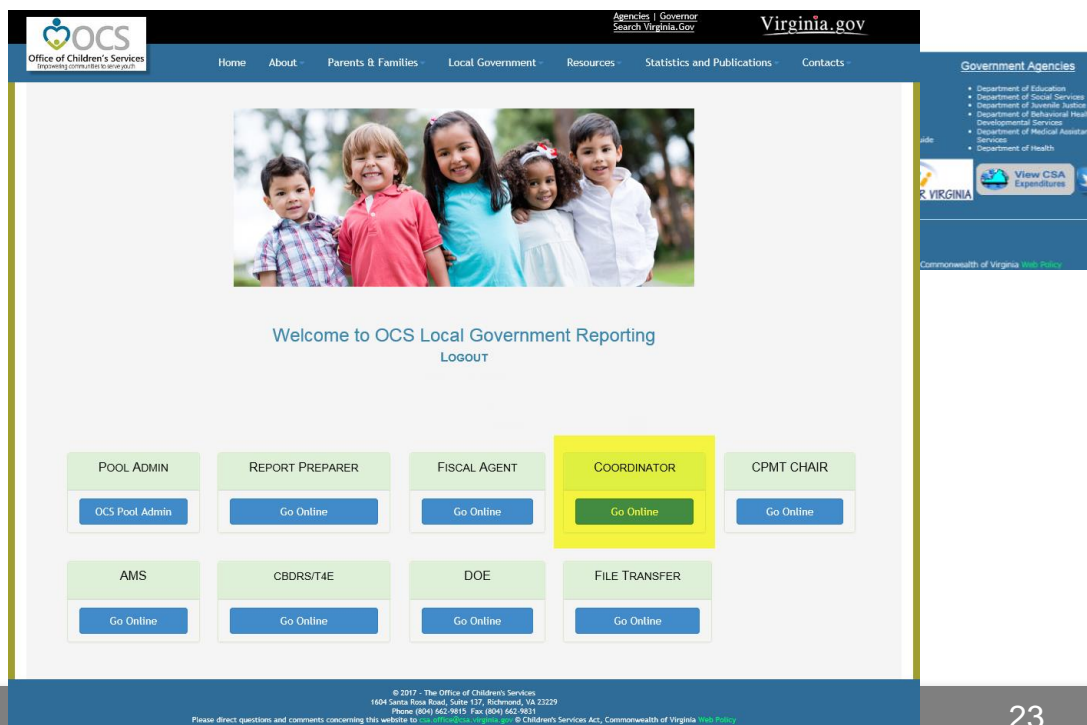 Agencies | Governor
Search Virginia.Gov
Virginia.gov
OCS
Office of Children's Services
Empowering communities to serve youth
Home About Parents & Families Local Government Resources Statistics and Publications Contacts
Welcome to OCS Local Government Reporting
LOGOUT
POOL ADMIN REPORT PREPARER FISCAL AGENT COORDINATOR CPMT CHAIR
OCS Pool Admin Go Online Go Online Go Online Go Online
AMS CBDRS/T4E DOE FILE TRANSFER
Go Online Go Online Go Online Go Online
© 2017 - The Office of Children's Services
1604 Santa Rosa Road, Suite 137, Richmond, VA 23229
Phone (804) 662-9815 Fax (804) 662-9831
Please direct questions and comments concerning this website to csa.office@csa.virginia.gov © Children's Services Act, Commonwealth of Virginia Web Policy
Government Agencies
• Department of Education
• Department of Social Services
• Department of Juvenile Justice
• Department of Behavioral Heal
Developmental Services
• Department of Medical Assistan
Services
• Department of Health
uide
R VIRGINIA
View CSA
Expenditures
Commonwealth of Virginia Web Policy
23